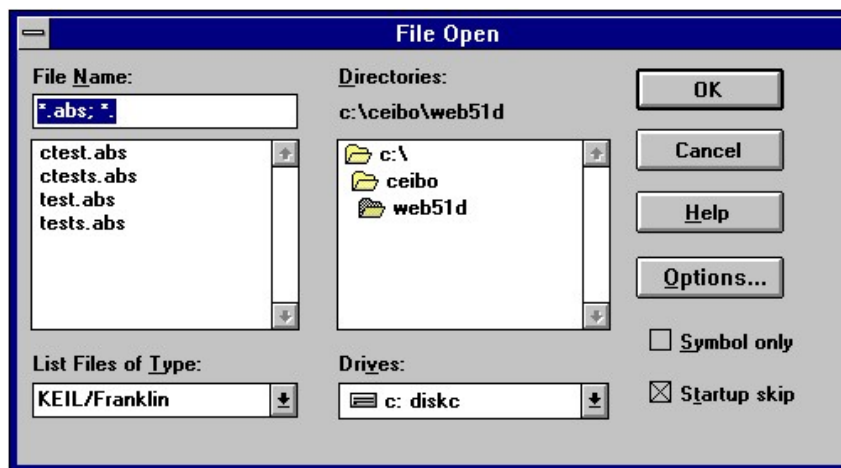 File Open
File Name:
*.abs; *.
ctest.abs
ctests.abs
test.abs
tests.abs
List Files of Type:
KEIL/Franklin
Directories:
c:\ceibo\web51d
c:\
ceibo
web51d
Drives:
c: diskc
OK
Cancel
Help
Options...
Symbol only
Startup skip